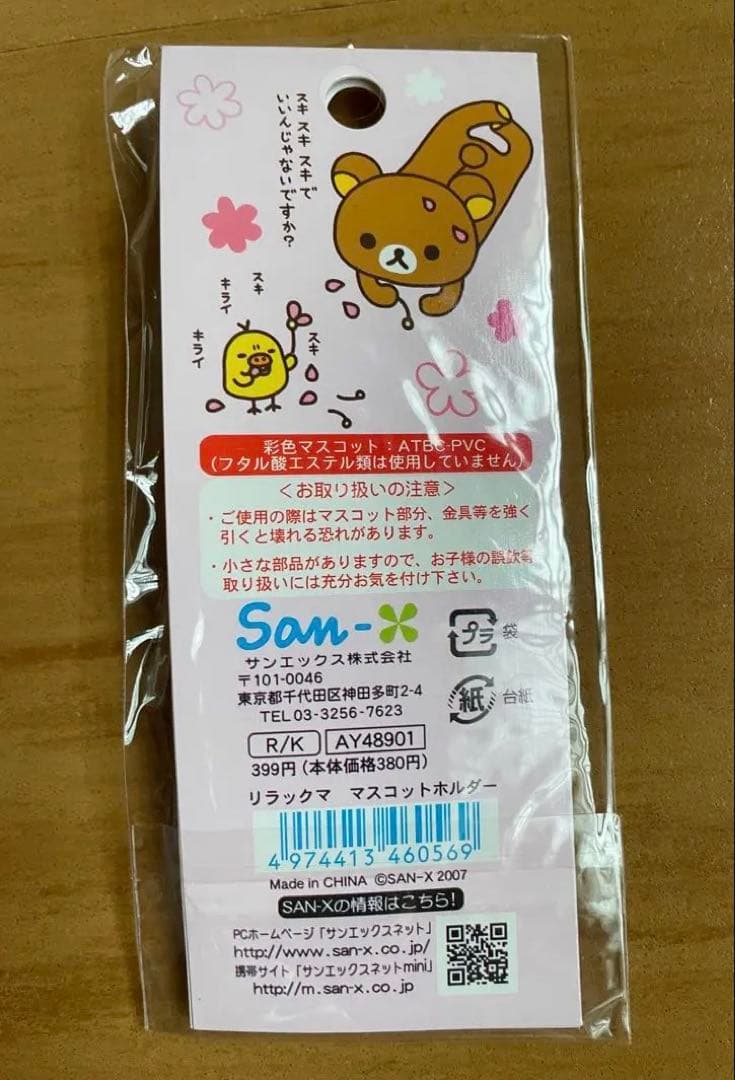 スキ スキ スキで
いいんじゃないですか?
スキ
キライ
キライ
スキ
彩色マスコット:ATBC-PVC
(フタル酸エステル類は使用していません)
<お取り扱いの注意>
・ご使用の際はマスコット部分、金具等を強く
引くと壊れる恐れがあります。
・小さな部品がありますので、お子様の誤飲等
取り扱いには充分お気を付け下さい。
San-X
プラ 袋
サンエックス株式会社
〒101-0046
東京都千代田区神田多町2-4
紙 台紙
TEL 03-3256-7623
R/K AY48901
399円(本体価格380円)
リラックマ マスコットホルダー
4 974413 460569
Made in CHINA ©SAN-X 2007
SAN-Xの情報はこちら!
PCホームページ「サンエックスネット」
http://www.san-x.co.jp/
携帯サイト「サンエックスネットmini」
http://m.san-x.co.jp